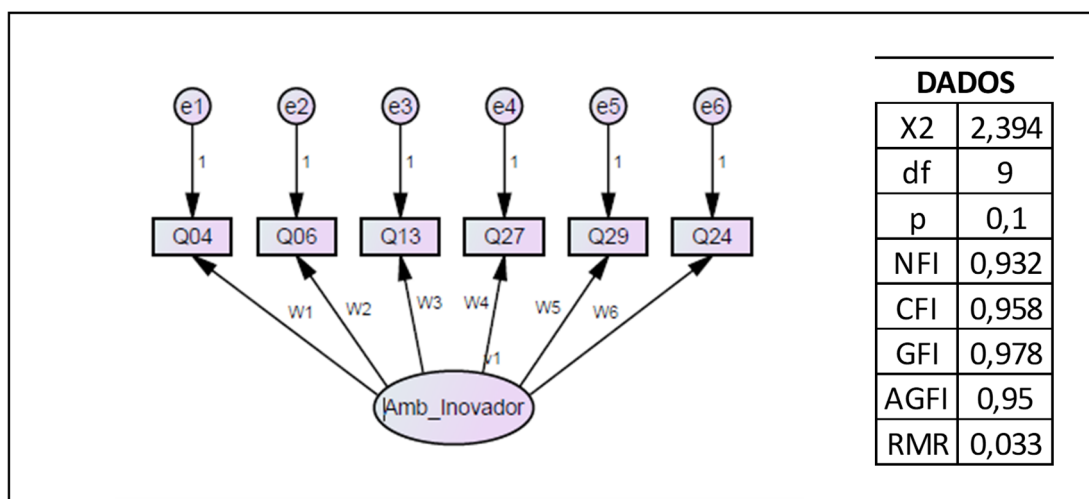 e1 e2 e3 e4 e5 e6
1 1 1 1 1 1
Q04 Q06 Q13 Q27 Q29 Q24
W1 W2 W3 W4 W5 W6
v1
Amb_Inovador
DADOS
X2 2,394
df 9
p 0,1
NFI 0,932
CFI 0,958
GFI 0,978
AGFI 0,95
RMR 0,033